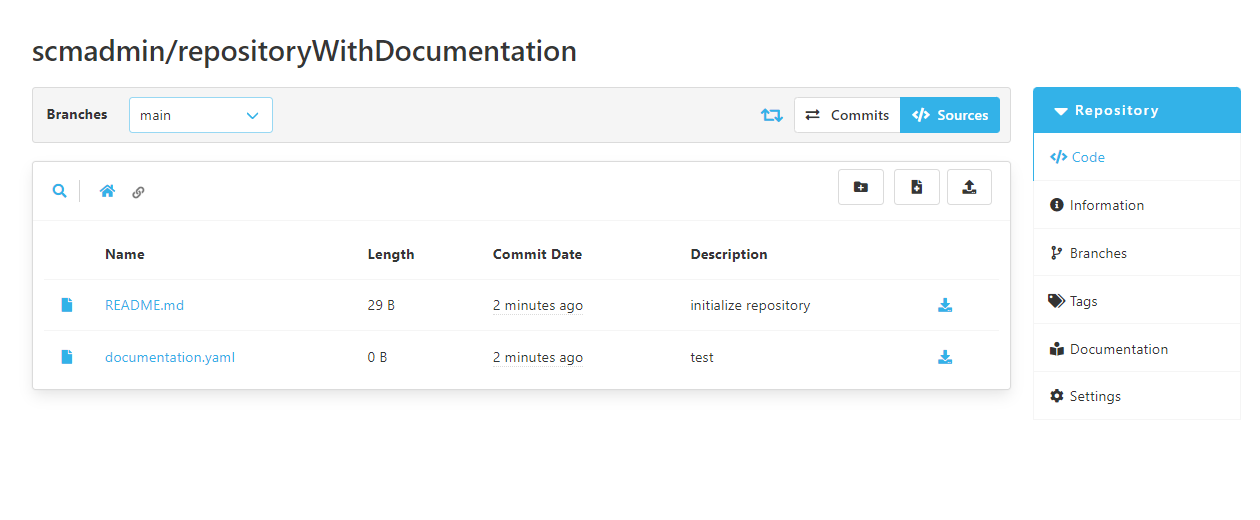 scmadmin/repositoryWithDocumentation
Branches main Commits Sources
Name Length Commit Date Description
README.md 29 B 2 minutes ago initialize repository
documentation.yaml 0 B 2 minutes ago test
Repository
Code
Information
Branches
Tags
Documentation
Settings